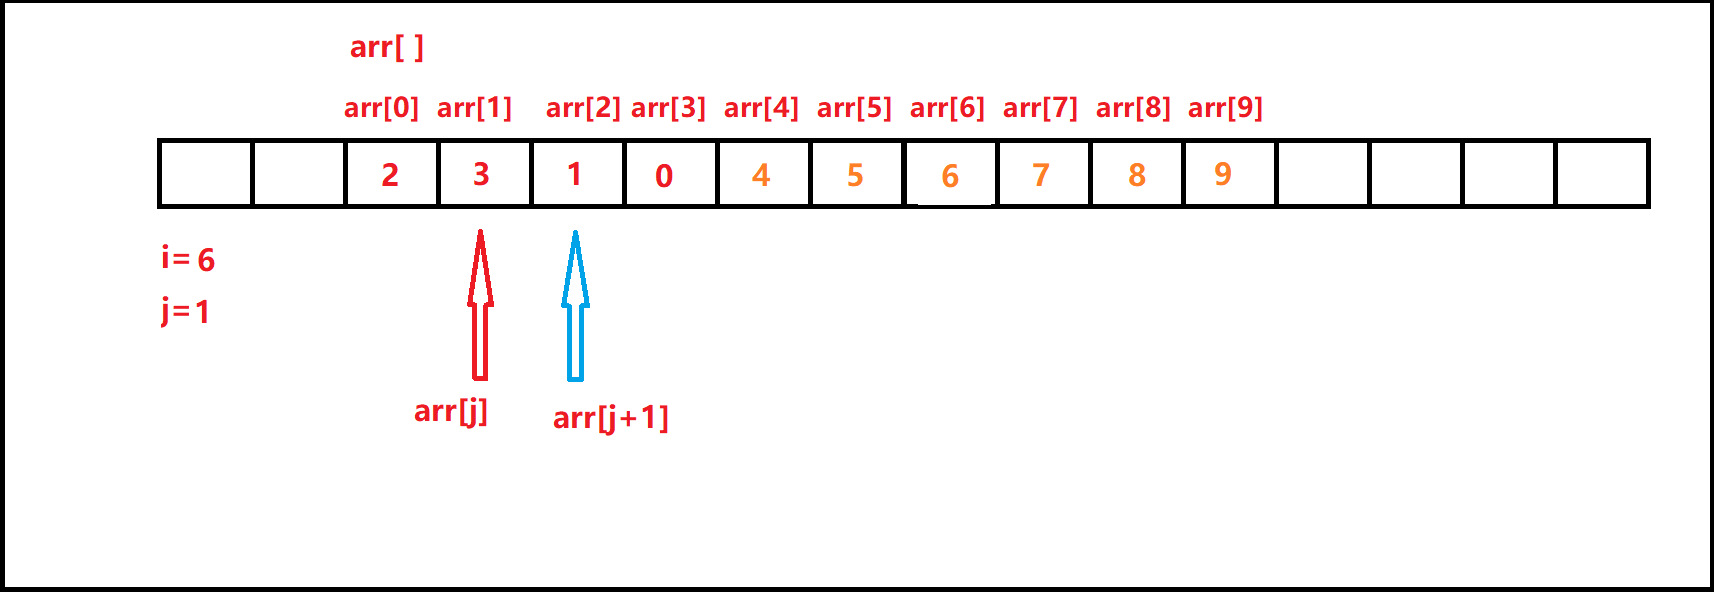 arr[ ]
arr[0] arr[1] arr[2] arr[3] arr[4] arr[5] arr[6] arr[7] arr[8] arr[9]
2 3 1 0 4 5 6 7 8 9
i=6
j=1
arr[j] arr[j+1]